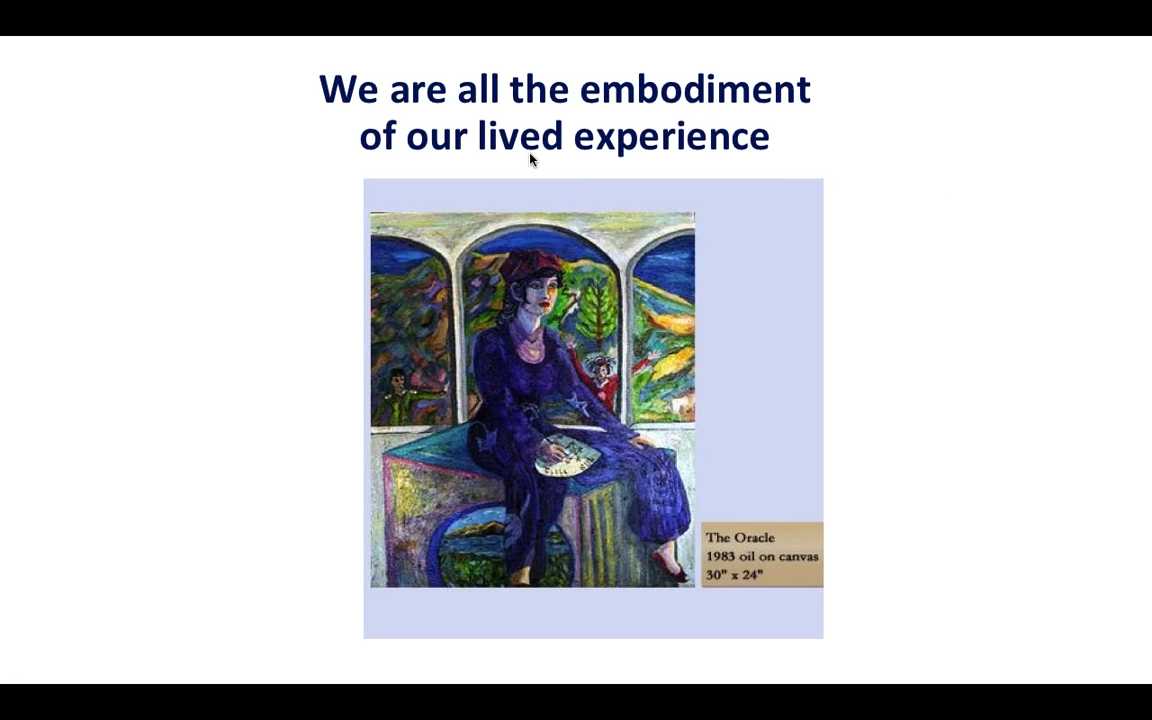 We are all the embodiment
of our lived experience
The Oracle
1983 oil on canvas
30" x 24"